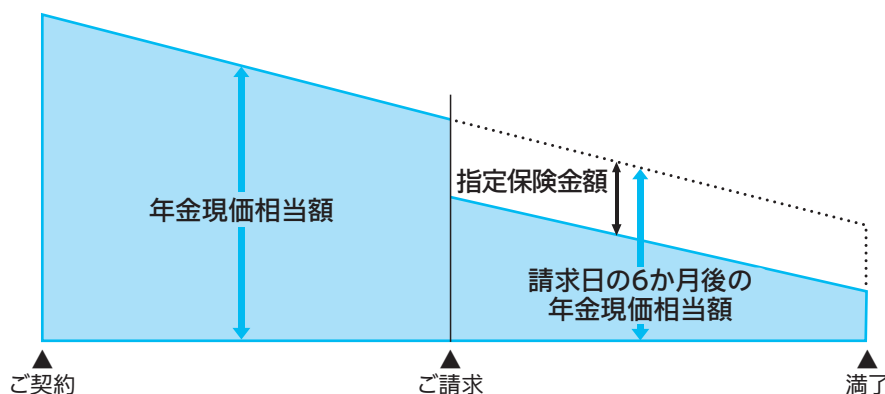 年金現価相当額
指定保険金額
請求日の6か月後の
年金現価相当額
▲
▲
▲
ご契約
ご請求
満了